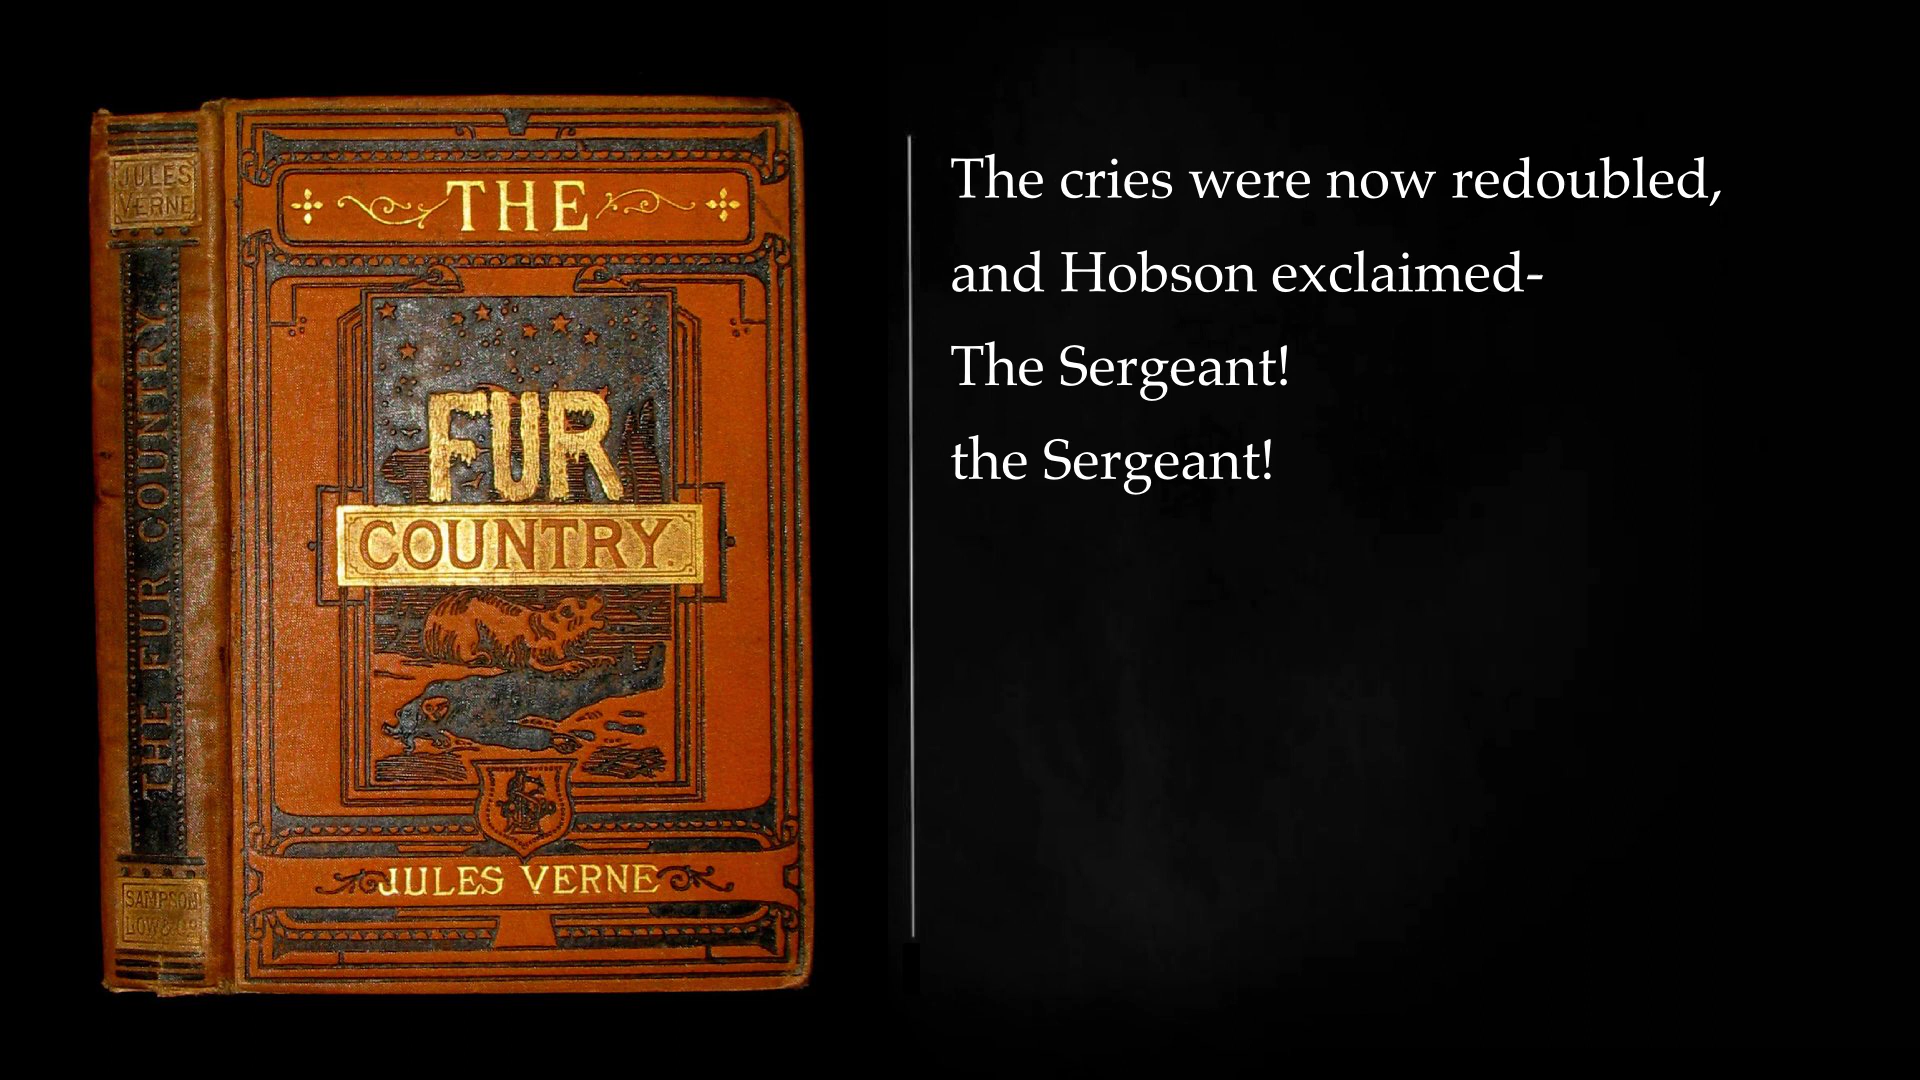 JULES
VERNE
THE FUR COUNTRY.
SAMPSON
LOW & Co
THE
FUR
COUNTRY.
JULES VERNE
The cries were now redoubled,
and Hobson exclaimed-
The Sergeant!
the Sergeant!